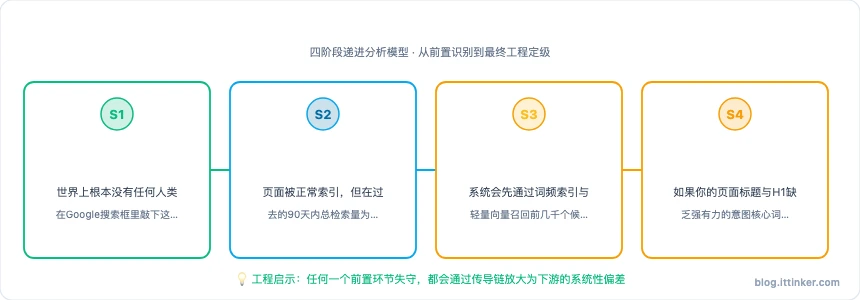 四阶段递进分析模型 · 从前置识别到最终工程定级
S1
世界上根本没有任何人类
在Google搜索框里敲下这...
S2
页面被正常索引，但在过
去的90天内总检索量为...
S3
系统会先通过词频索引与
轻量向量召回前几千个候...
S4
如果你的页面标题与H1缺
乏强有力的意图核心词...
💡 工程启示：任何一个前置环节失守，都会通过传导链放大为下游的系统性偏差
blog.ittinker.com